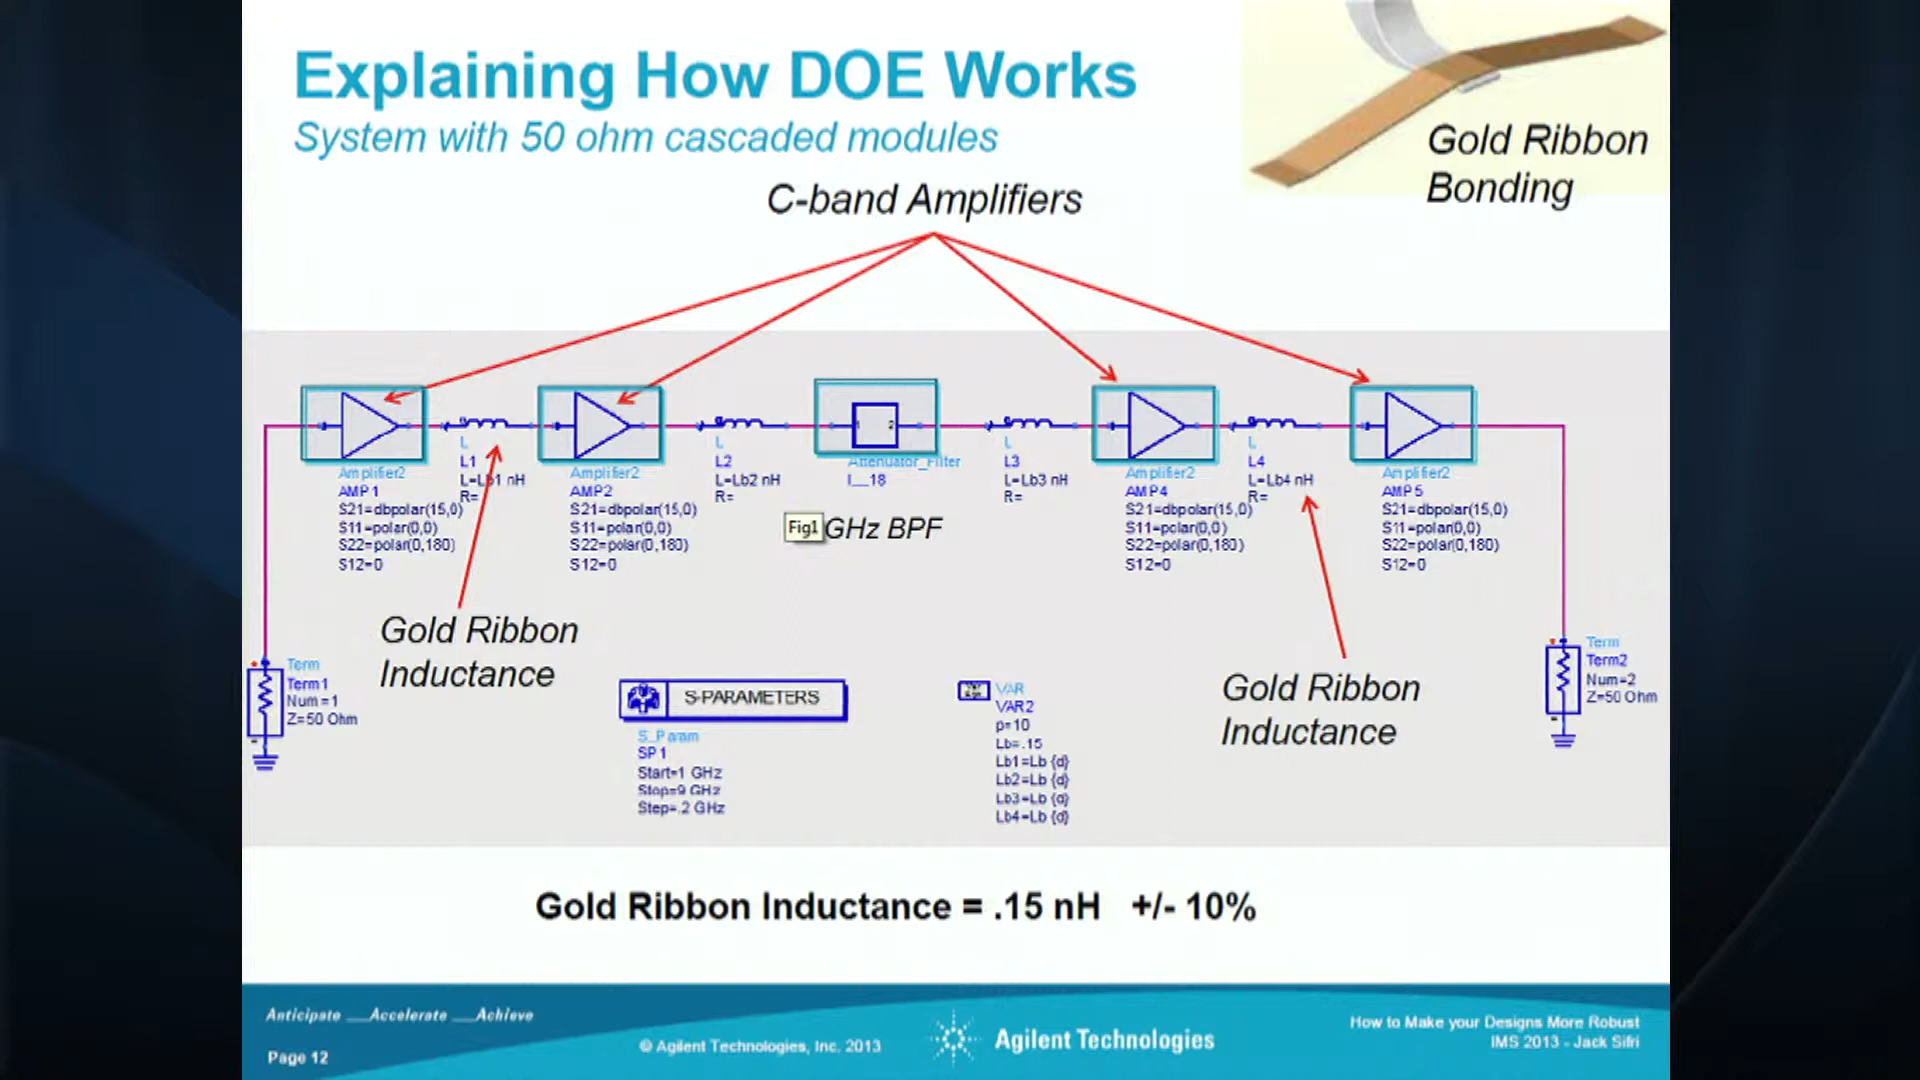 Explaining How DOE Works
System with 50 ohm cascaded modules
Gold Ribbon
Bonding
C-band Amplifiers
Amplifier2
AMP1
S21=dbpolar(15,0)
S11=polar(0,0)
S22=polar(0,180)
S12=0
L
L1
L=Lb1 nH
R=
Amplifier2
AMP2
S21=dbpolar(15,0)
S11=polar(0,0)
S22=polar(0,180)
S12=0
L
L2
L=Lb2 nH
R=
1 2
Attenuator_Filter
I__18
Fig1 GHz BPF
L
L3
L=Lb3 nH
R=
Amplifier2
AMP4
S21=dbpolar(15,0)
S11=polar(0,0)
S22=polar(0,180)
S12=0
L
L4
L=Lb4 nH
R=
Amplifier2
AMP5
S21=dbpolar(15,0)
S11=polar(0,0)
S22=polar(0,180)
S12=0
Gold Ribbon
Inductance
Gold Ribbon
Inductance
Term
Term1
Num=1
Z=50 Ohm
S-PARAMETERS
S_Param
SP1
Start=1 GHz
Stop=9 GHz
Step=.2 GHz
VAR
VAR2
p=10
Lb=.15
Lb1=Lb {d}
Lb2=Lb {d}
Lb3=Lb {d}
Lb4=Lb {d}
Term
Term2
Num=2
Z=50 Ohm
Gold Ribbon Inductance = .15 nH +/- 10%
Anticipate __Accelerate __Achieve
Page 12
© Agilent Technologies, Inc. 2013
Agilent Technologies
How to Make your Designs More Robust
IMS 2013 - Jack Sifri